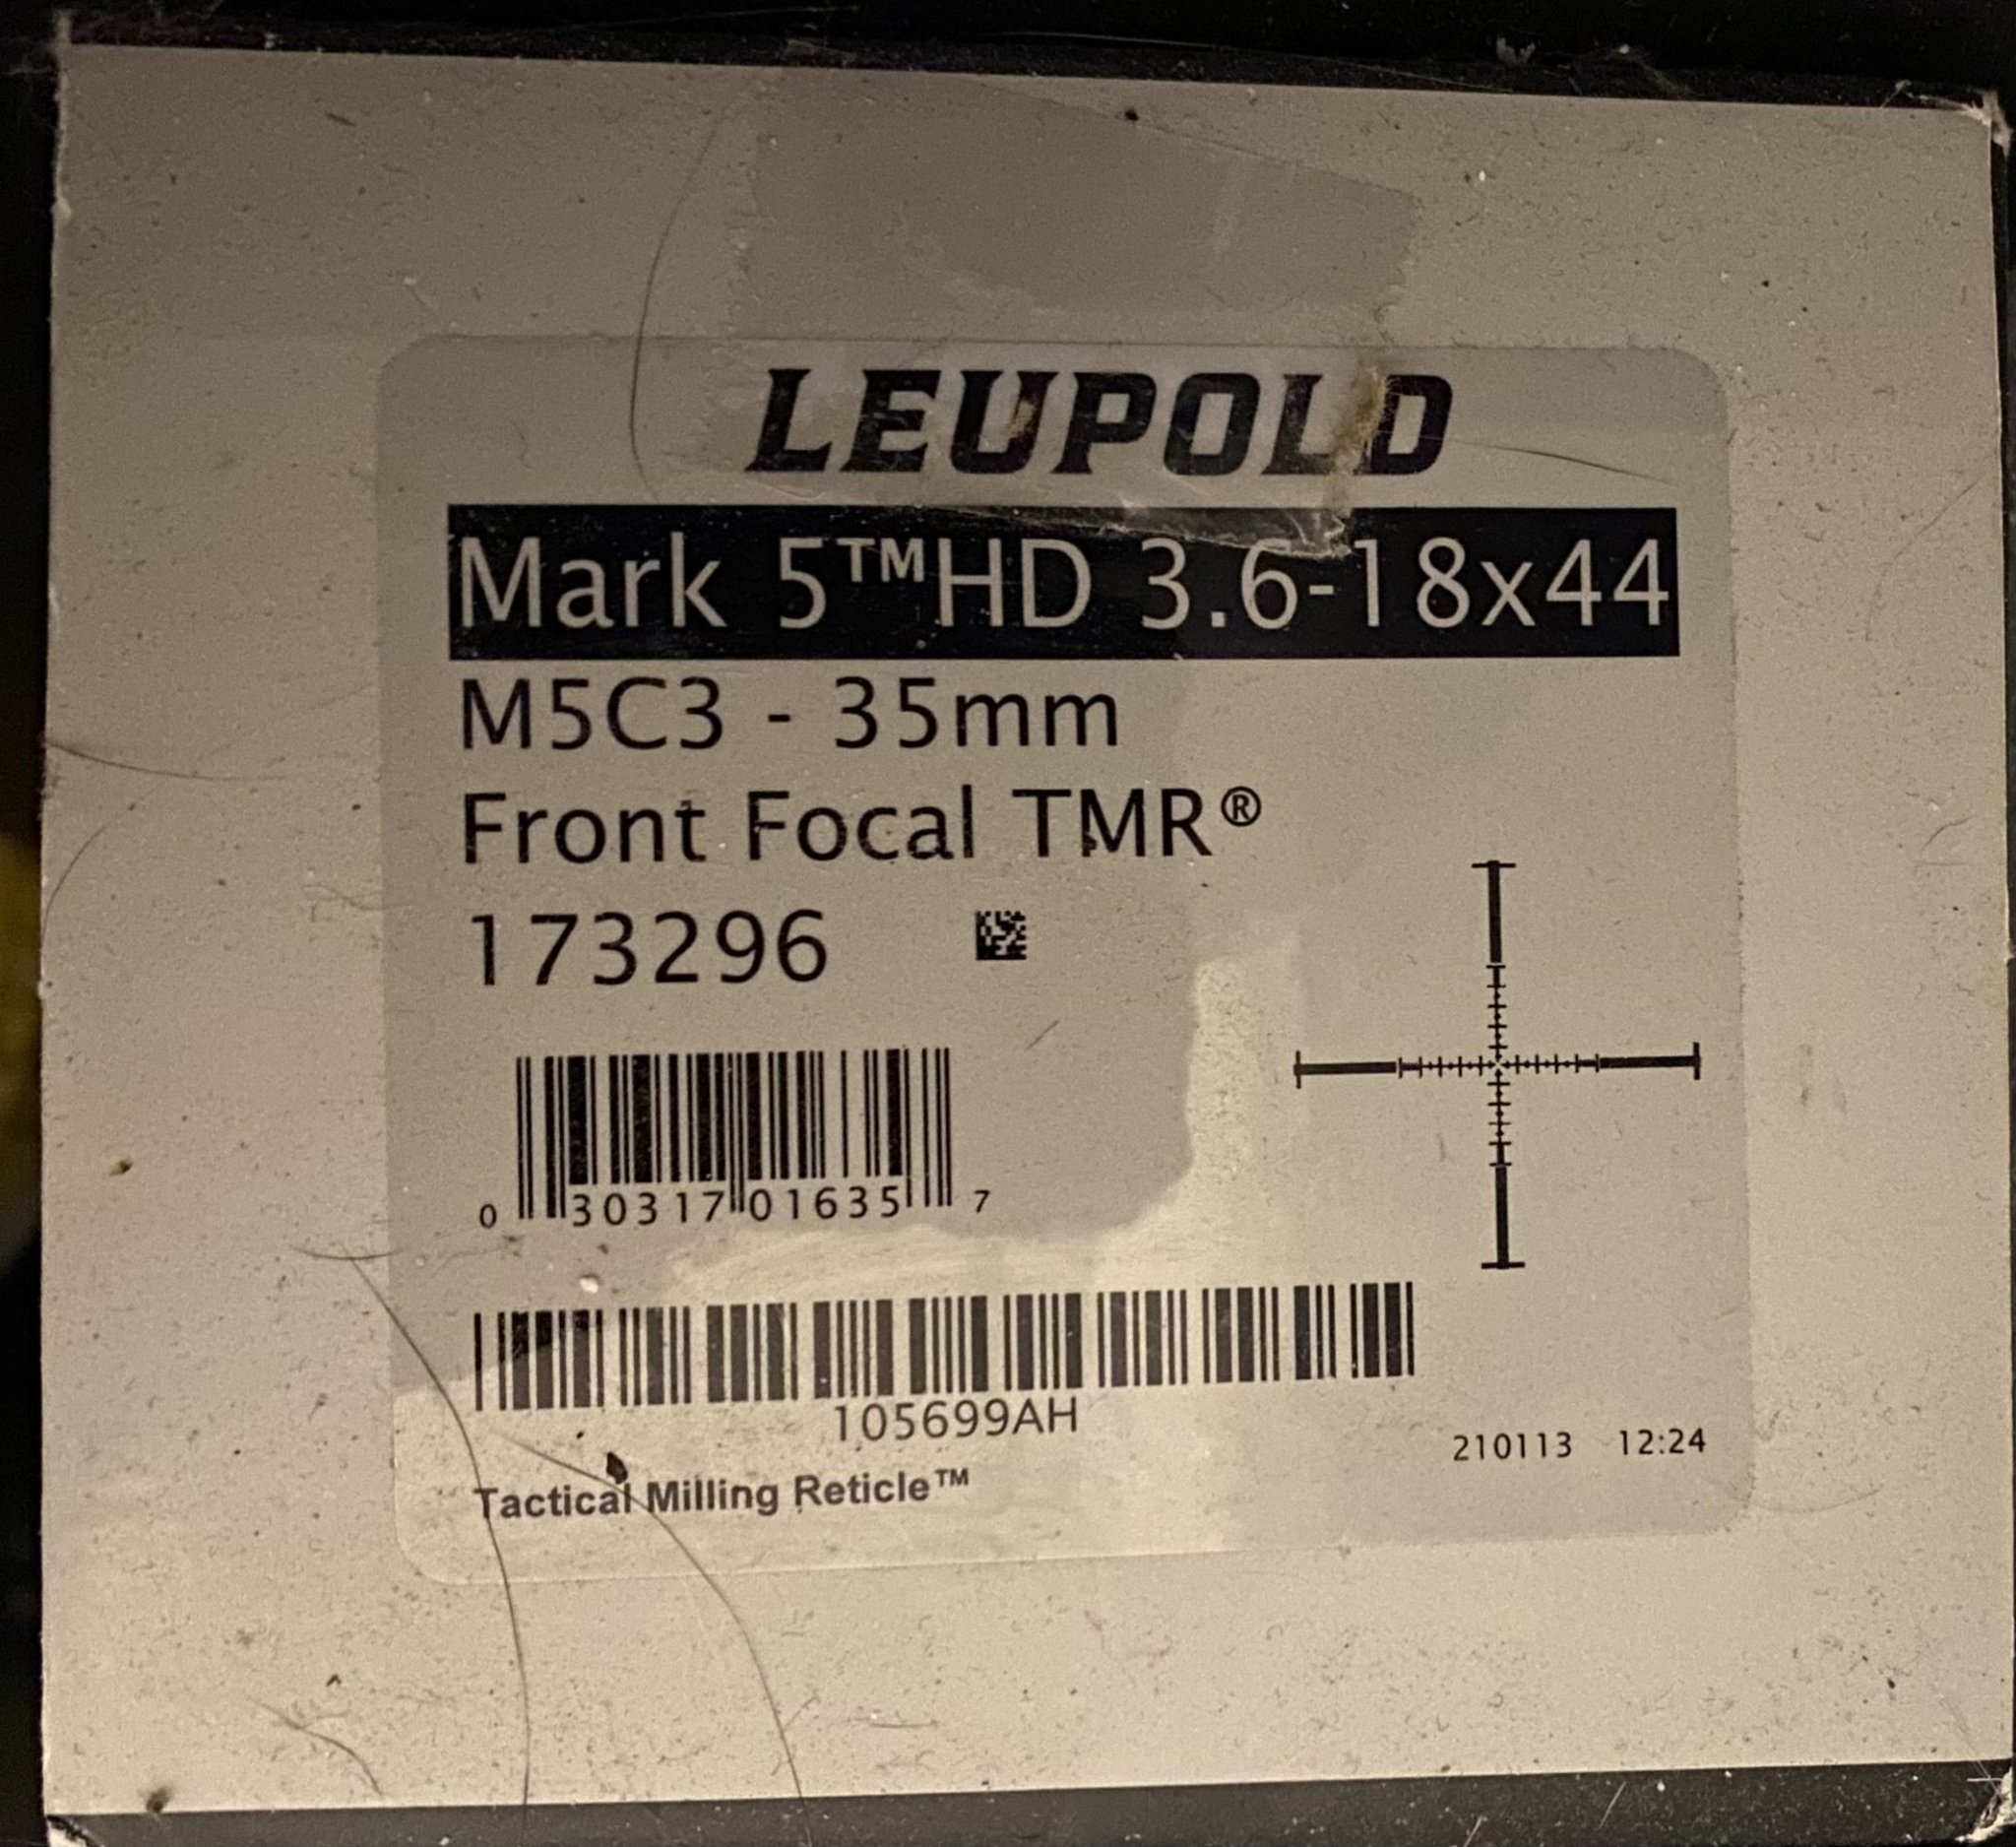 LEUPOLD
Mark 5™HD 3.6-18x44
M5C3 - 35mm
Front Focal TMR®
173296
0 30317 01635 7
105699AH
210113 12:24
Tactical Milling Reticle™